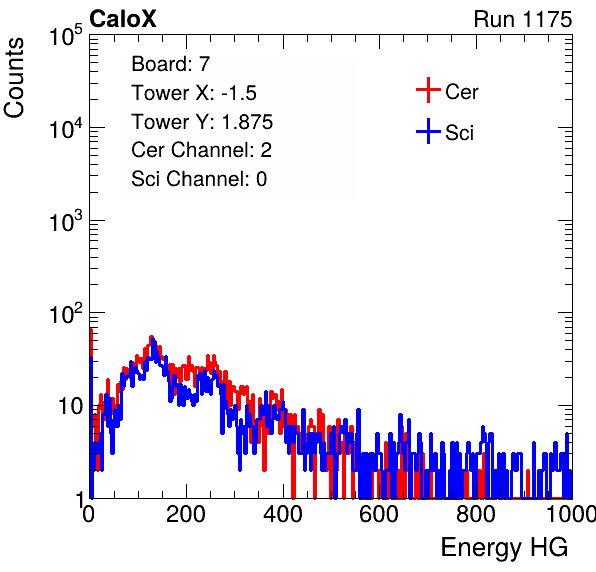 CaloX Run 1175
Counts
10^5
10^4
10^3
10^2
10
1
Board: 7
Tower X: -1.5
Tower Y: 1.875
Cer Channel: 2
Sci Channel: 0
Cer
Sci
0 200 400 600 800 1000
Energy HG